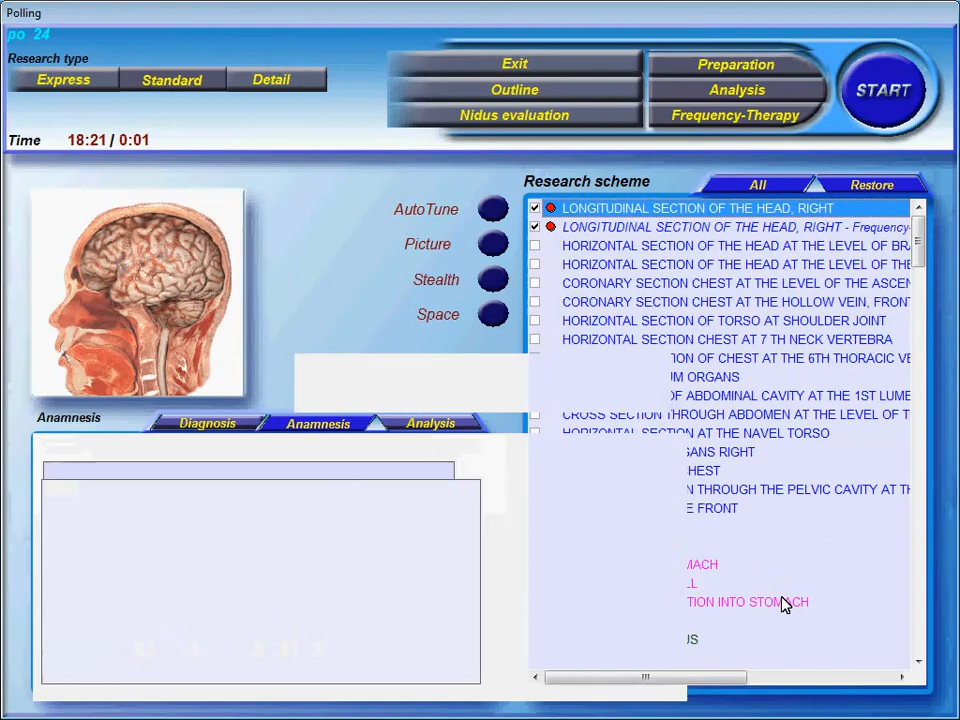 Polling
po 24
Research type
Express
Standard
Detail
Exit
Outline
Nidus evaluation
Preparation
Analysis
Frequency-Therapy
START
Time 18:21 / 0:01
AutoTune
Picture
Stealth
Space
Research scheme
All
Restore
LONGITUDINAL SECTION OF THE HEAD, RIGHT
LONGITUDINAL SECTION OF THE HEAD, RIGHT - Frequency-
HORIZONTAL SECTION OF THE HEAD AT THE LEVEL OF BRA
HORIZONTAL SECTION OF THE HEAD AT THE LEVEL OF THE
CORONARY SECTION CHEST AT THE LEVEL OF THE ASCEN
CORONARY SECTION CHEST AT THE HOLLOW VEIN, FRONT
HORIZONTAL SECTION OF TORSO AT SHOULDER JOINT
HORIZONTAL SECTION CHEST AT 7 TH NECK VERTEBRA
TION OF CHEST AT THE 6TH THORACIC VE
UM ORGANS
OF ABDOMINAL CAVITY AT THE 1ST LUME
CROSS SECTION THROUGH ABDOMEN AT THE LEVEL OF T
HORIZONTAL SECTION AT THE NAVEL TORSO
GANS RIGHT
HEST
N THROUGH THE PELVIC CAVITY AT TH
E FRONT
MACH
LL
TION INTO STOMACH
US
Anamnesis
Diagnosis
Anamnesis
Analysis